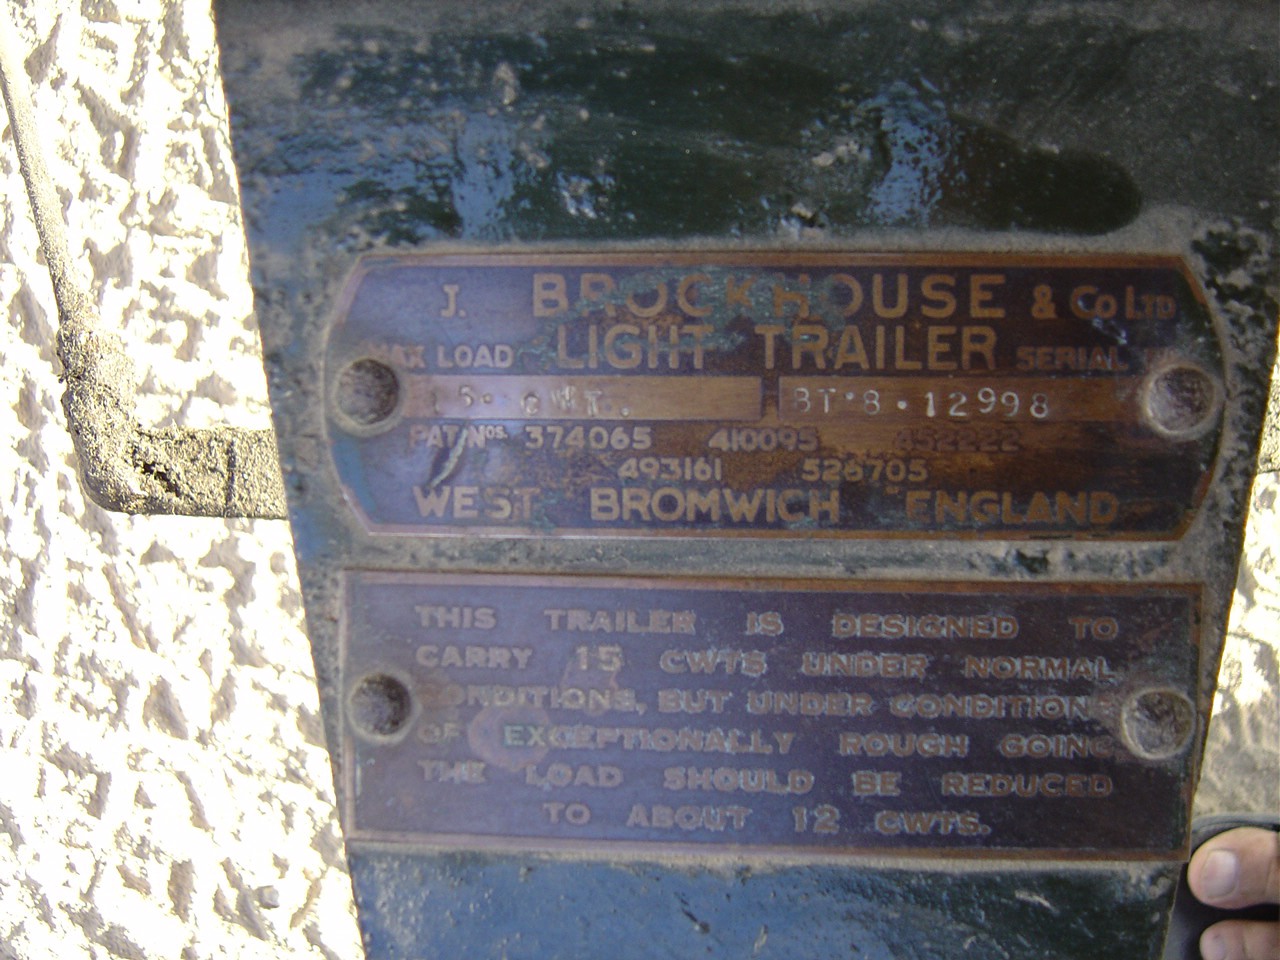 J. BROCKHOUSE & Co LTD
MAX LOAD LIGHT TRAILER SERIAL
15. CWT. BT.8.12998
PAT. Nos. 374065 410095 452222
493161 526705
WEST BROMWICH ENGLAND
THIS TRAILER IS DESIGNED TO
CARRY 15 CWTS UNDER NORMAL
CONDITIONS, BUT UNDER CONDITIONS
OF EXCEPTIONALLY ROUGH GOING
THE LOAD SHOULD BE REDUCED
TO ABOUT 12 CWTS.